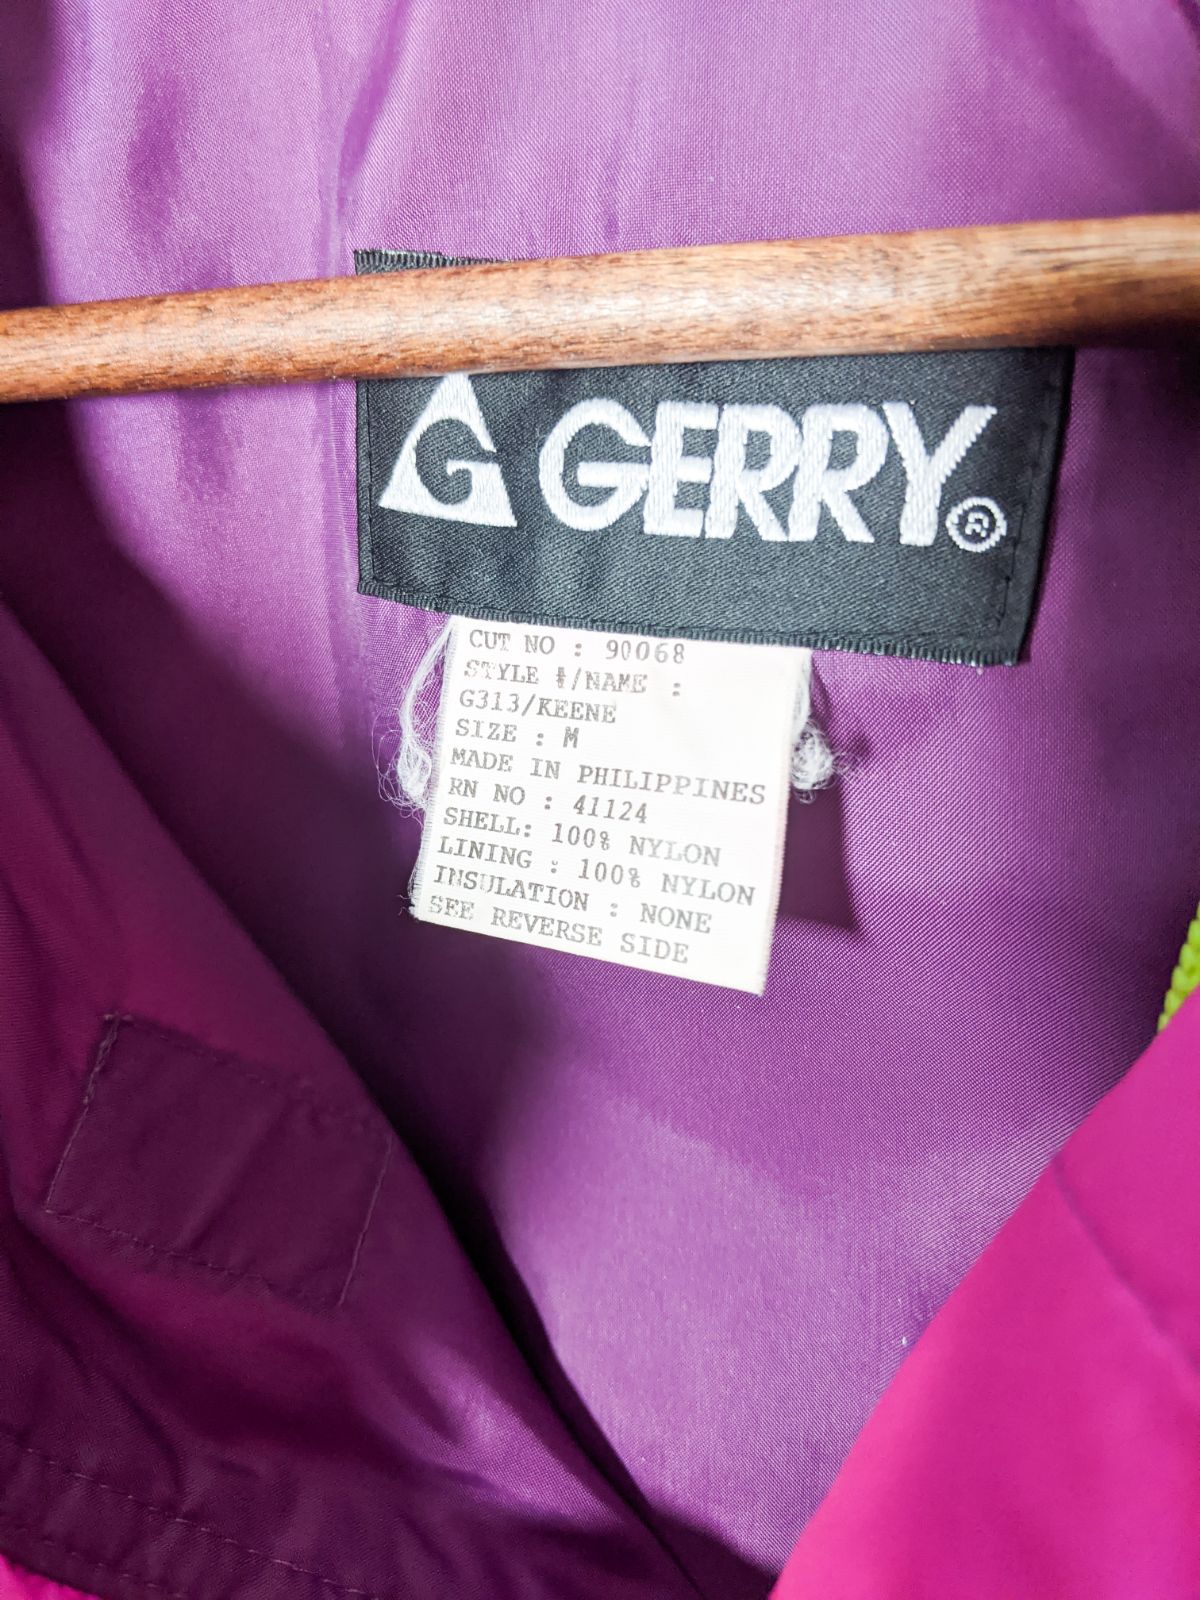 G GERRY®
CUT NO : 90068
STYLE #/NAME :
G313/KEENE
SIZE : M
MADE IN PHILIPPINES
RN NO : 41124
SHELL: 100% NYLON
LINING : 100% NYLON
INSULATION : NONE
SEE REVERSE SIDE